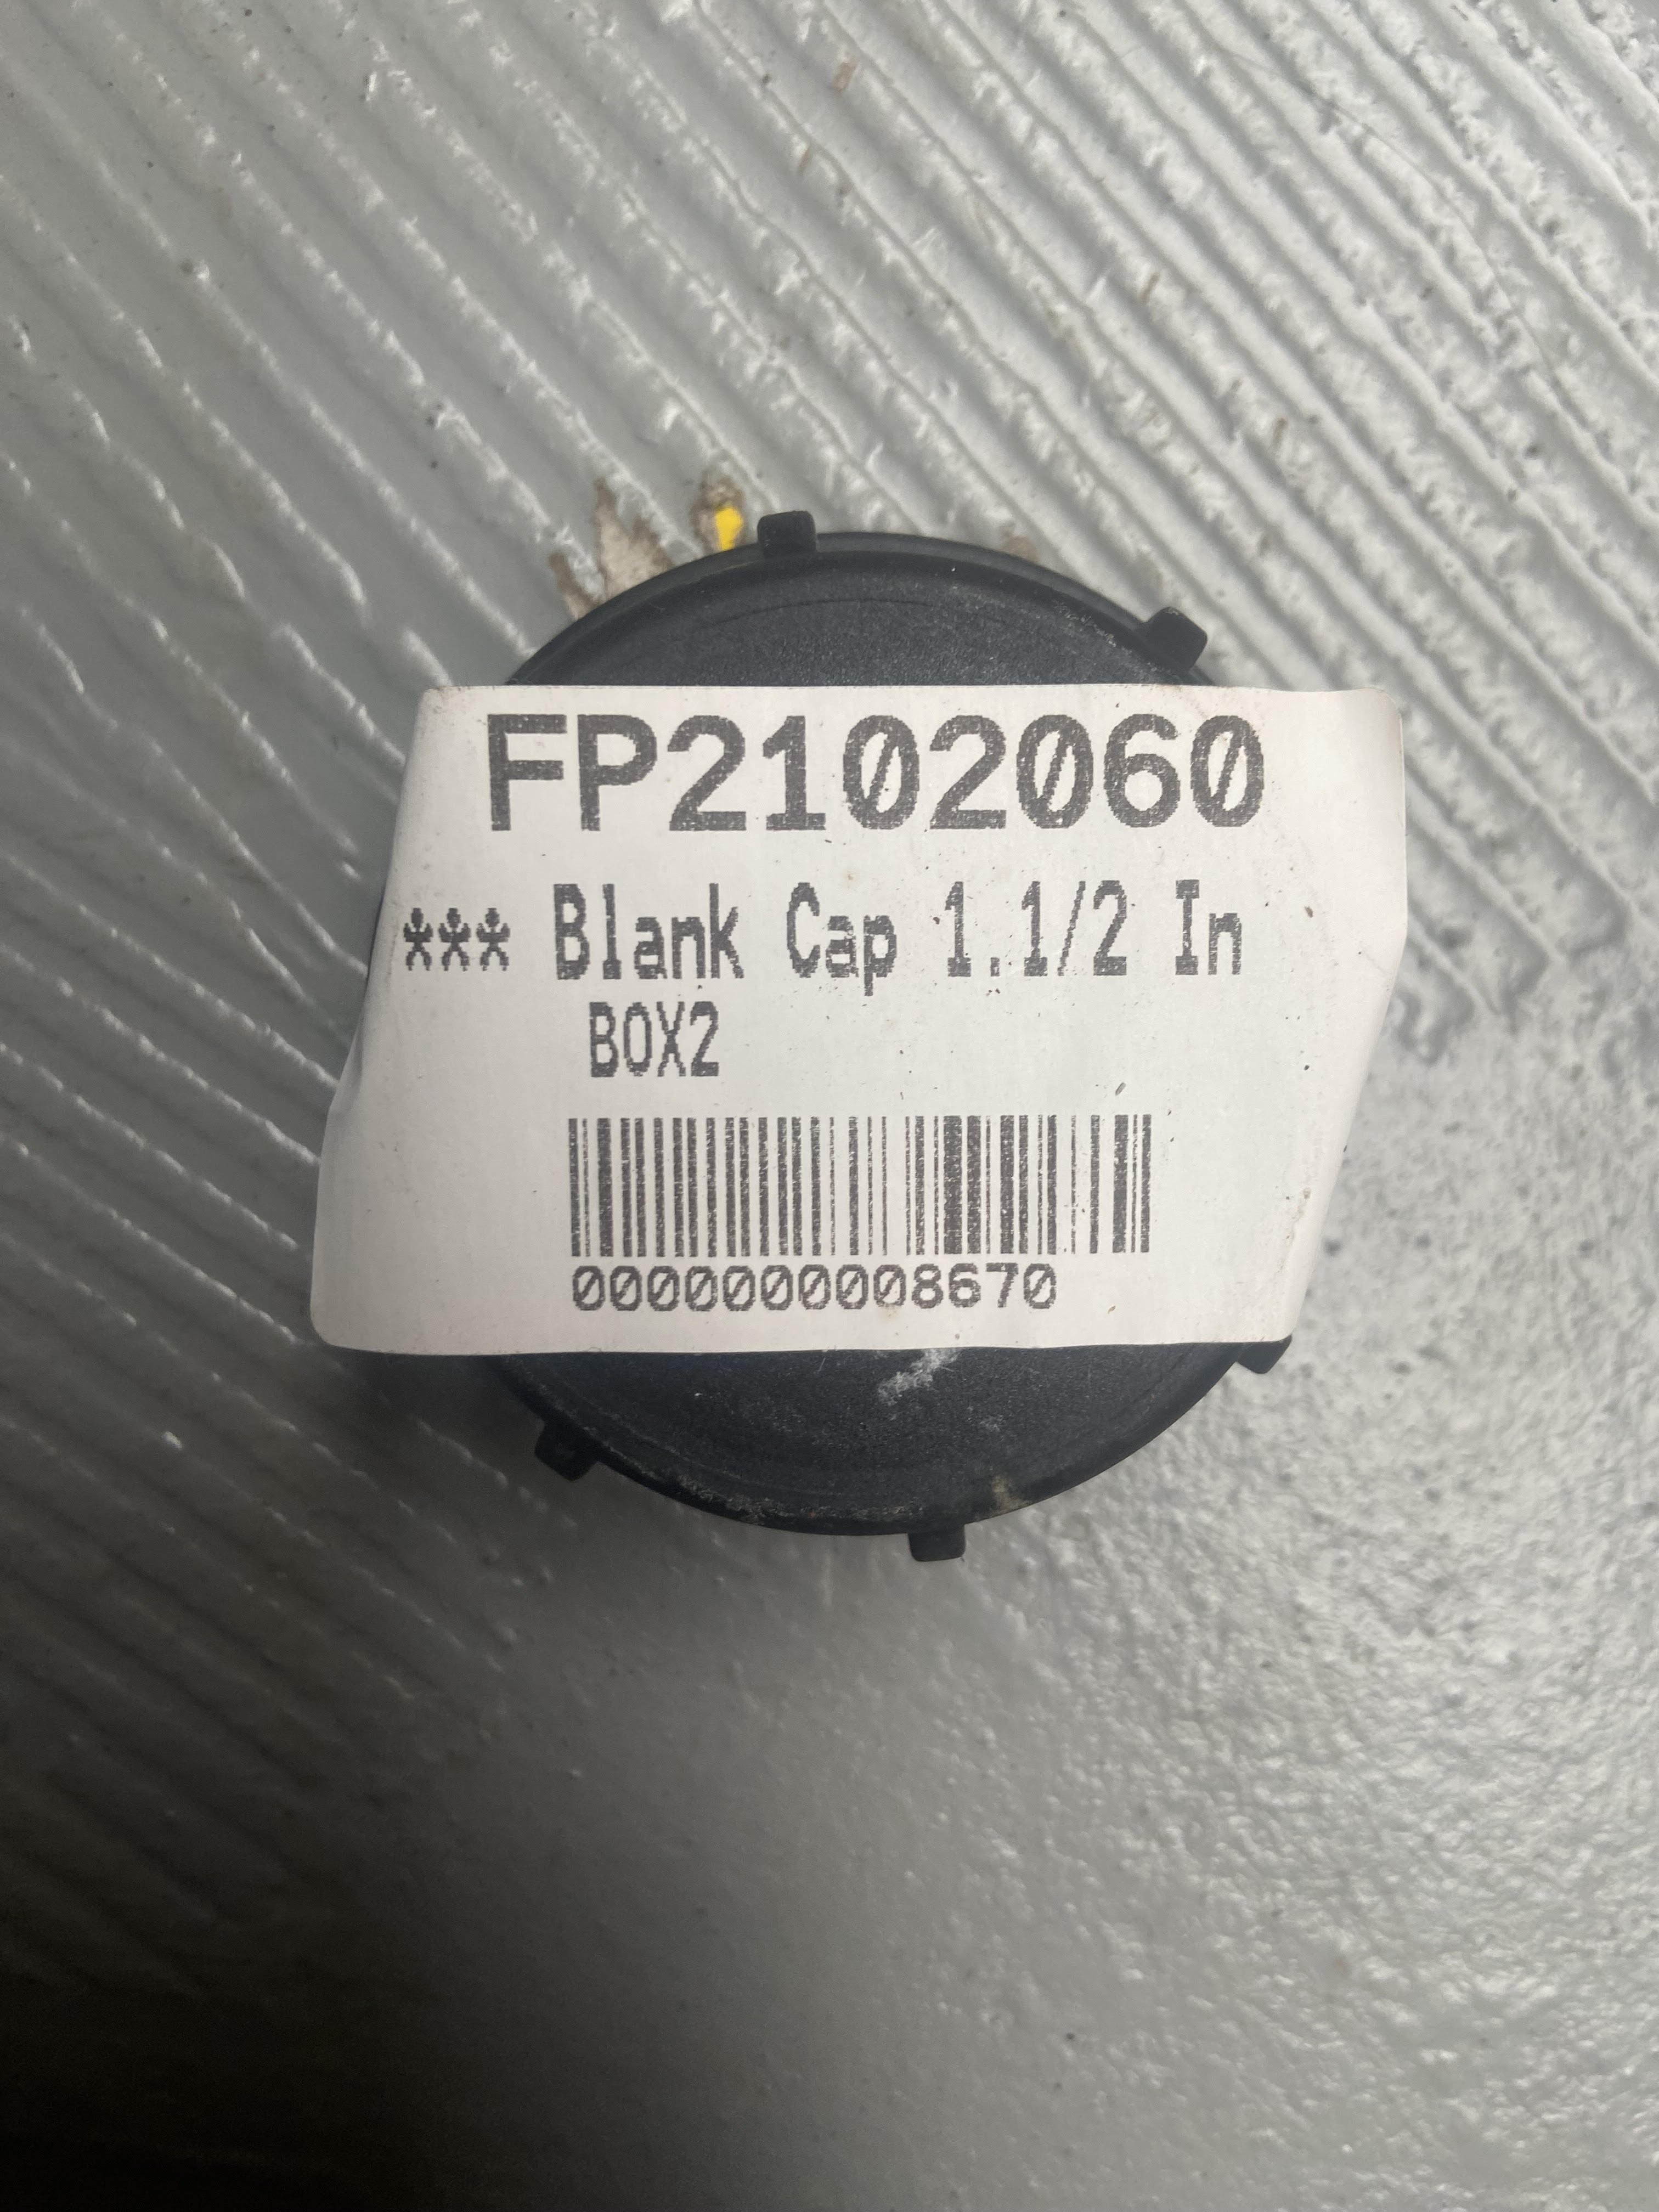 FP2102060
*** Blank Cap 1.1/2 In
BOX2
0000000008670